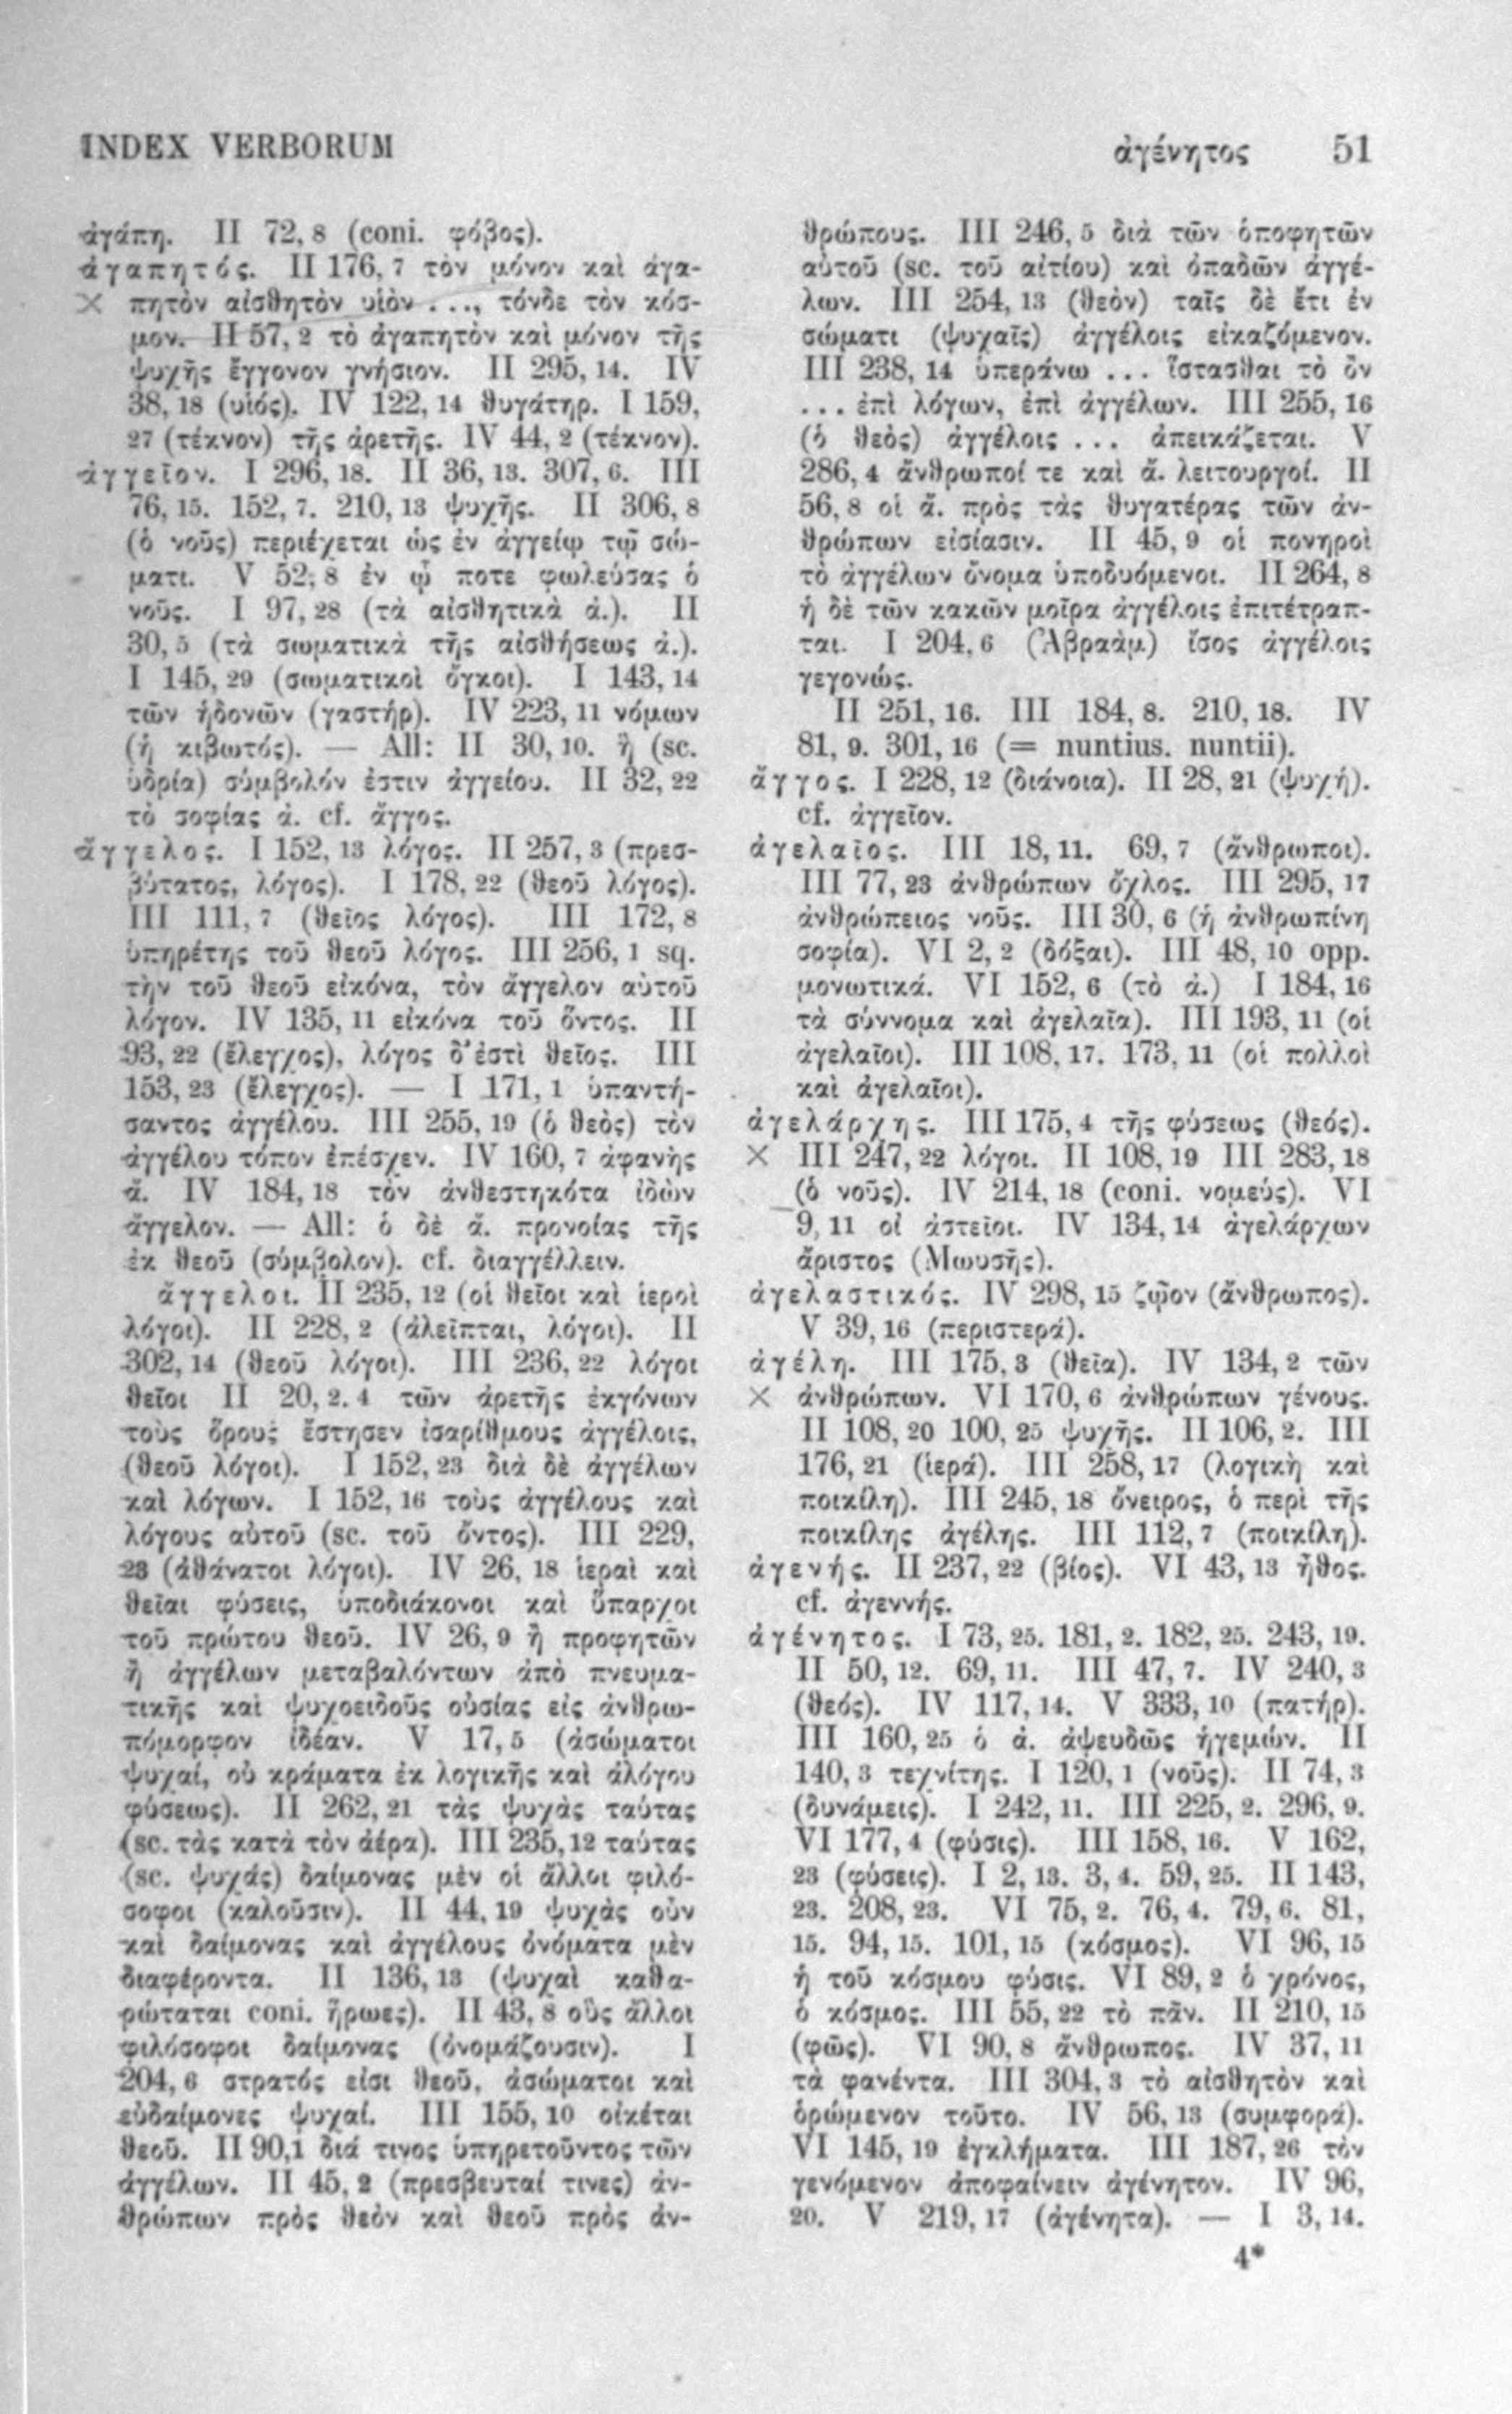 INDEX VERBORUM
ἀγένητος 51
ἀγάπη. II 72, 8 (coni. φόβος).
ἀγαπητός. II 176, 7 τὸν μόνον καὶ ἀγα-
πητὸν αἰσθητὸν υἱὸν . . ., τόνδε τὸν κόσ-
μον. II 57, 2 τὸ ἀγαπητὸν καὶ μόνον τῆς
ψυχῆς ἔγγονον γνήσιον. II 295, 14. IV
38, 18 (υἱός). IV 122, 14 θυγάτηρ. I 159,
27 (τέκνον) τῆς ἀρετῆς. IV 44, 2 (τέκνον).
ἀγγεῖον. I 296, 18. II 36, 13. 307, 6. III
76, 15. 152, 7. 210, 13 ψυχῆς. II 306, 8
(ὁ νοῦς) περιέχεται ὡς ἐν ἀγγείῳ τῷ σώ-
ματι. V 52, 8 ἐν ᾧ ποτε φωλεύσας ὁ
νοῦς. I 97, 28 (τὰ αἰσθητικὰ ἀ.). II
30, 5 (τὰ σωματικὰ τῆς αἰσθήσεως ἀ.).
I 145, 29 (σωματικοὶ ὄγκοι). I 143, 14
τῶν ἡδονῶν (γαστήρ). IV 223, 11 νόμων
(ἡ κιβωτός). — All: II 30, 10. ἣ (sc.
ὑδρία) σύμβολόν ἐστιν ἀγγείου. II 32, 22
τὸ σοφίας ἀ. cf. ἄγγος.
ἄγγελος. I 152, 13 λόγος. II 257, 3 (πρεσ-
βύτατος, λόγος). I 178, 22 (θεοῦ λόγος).
III 111, 7 (θεῖος λόγος). III 172, 8
ὑπηρέτης τοῦ θεοῦ λόγος. III 256, 1 sq.
τὴν τοῦ θεοῦ εἰκόνα, τὸν ἄγγελον αὐτοῦ
λόγον. IV 135, 11 εἰκόνα τοῦ ὄντος. II
93, 22 (ἔλεγχος), λόγος δ᾽ἐστὶ θεῖος. III
153, 23 (ἔλεγχος). — I 171, 1 ὑπαντή-
σαντος ἀγγέλου. III 255, 19 (ὁ θεὸς) τὸν
ἀγγέλου τόπον ἐπέσχεν. IV 160, 7 ἀφανὴς
ἄ. IV 184, 18 τὸν ἀνθεστηκότα ἰδὼν
ἄγγελον. — All: ὁ δὲ ἄ. προνοίας τῆς
ἐκ θεοῦ (σύμβολον). cf. διαγγέλλειν.
ἄγγελοι. II 235, 12 (οἱ θεῖοι καὶ ἱεροὶ
λόγοι). II 228, 2 (ἀλεῖπται, λόγοι). II
302, 14 (θεοῦ λόγοι). III 236, 22 λόγοι
θεῖοι II 20, 2. 4 τῶν ἀρετῆς ἐκγόνων
τοὺς ὅρους ἔστησεν ἰσαρίθμους ἀγγέλοις,
(θεοῦ λόγοι). I 152, 23 διὰ δὲ ἀγγέλων
καὶ λόγων. I 152, 16 τοὺς ἀγγέλους καὶ
λόγους αὐτοῦ (sc. τοῦ ὄντος). III 229,
23 (ἀθάνατοι λόγοι). IV 26, 18 ἱεραὶ καὶ
θεῖαι φύσεις, ὑποδιάκονοι καὶ ὕπαρχοι
τοῦ πρώτου θεοῦ. IV 26, 9 ἢ προφητῶν
ἢ ἀγγέλων μεταβαλόντων ἀπὸ πνευμα-
τικῆς καὶ ψυχοειδοῦς οὐσίας εἰς ἀνθρω-
πόμορφον ἰδέαν. V 17, 5 (ἀσώματοι
ψυχαί, οὐ κράματα ἐκ λογικῆς καὶ ἀλόγου
φύσεως). II 262, 21 τὰς ψυχὰς ταύτας
(sc. τὰς κατὰ τὸν ἀέρα). III 235, 12 ταύτας
(sc. ψυχάς) δαίμονας μὲν οἱ ἄλλοι φιλό-
σοφοι (καλοῦσιν). II 44, 19 ψυχὰς οὖν
καὶ δαίμονας καὶ ἀγγέλους ὀνόματα μὲν
διαφέροντα. II 136, 13 (ψυχαὶ καθα-
ρώταται coni. ἥρωες). II 43, 8 οὓς ἄλλοι
φιλόσοφοι δαίμονας (ὀνομάζουσιν). I
204, 6 στρατός εἰσι θεοῦ, ἀσώματοι καὶ
εὐδαίμονες ψυχαί. III 155, 10 οἰκέται
θεοῦ. II 90,1 διά τινος ὑπηρετοῦντος τῶν
ἀγγέλων. II 45, 2 (πρεσβευταί τινες) ἀν-
θρώπων πρὸς θεὸν καὶ θεοῦ πρὸς ἀν-
θρώπους. III 246, 5 διὰ τῶν ὑποφητῶν
αὐτοῦ (sc. τοῦ αἰτίου) καὶ ὀπαδῶν ἀγγέ-
λων. III 254, 13 (θεὸν) ταῖς δὲ ἔτι ἐν
σώματι (ψυχαῖς) ἀγγέλοις εἰκαζόμενον.
III 238, 14 ὑπεράνω . . . ἵστασθαι τὸ ὂν
. . . ἐπὶ λόγων, ἐπὶ ἀγγέλων. III 255, 16
(ὁ θεὸς) ἀγγέλοις . . . ἀπεικάζεται. V
286, 4 ἄνθρωποί τε καὶ ἄ. λειτουργοί. II
56, 8 οἱ ἄ. πρὸς τὰς θυγατέρας τῶν ἀν-
θρώπων εἰσίασιν. II 45, 9 οἱ πονηροὶ
τὸ ἀγγέλων ὄνομα ὑποδυόμενοι. II 264, 8
ἡ δὲ τῶν κακῶν μοῖρα ἀγγέλοις ἐπιτέτραπ-
ται. I 204, 6 (Ἀβραὰμ) ἴσος ἀγγέλοις
γεγονώς.
II 251, 16. III 184, 8. 210, 18. IV
81, 9. 301, 16 (= nuntius. nuntii).
ἄγγος. I 228, 12 (διάνοια). II 28, 21 (ψυχή).
cf. ἀγγεῖον.
ἀγελαῖος. III 18, 11. 69, 7 (ἄνθρωποι).
III 77, 23 ἀνθρώπων ὄχλος. III 295, 17
ἀνθρώπειος νοῦς. III 30, 6 (ἡ ἀνθρωπίνη
σοφία). VI 2, 2 (δόξαι). III 48, 10 opp.
μονωτικά. VI 152, 6 (τὸ ἀ.) I 184, 16
τὰ σύννομα καὶ ἀγελαῖα). III 193, 11 (οἱ
ἀγελαῖοι). III 108, 17. 173, 11 (οἱ πολλοὶ
καὶ ἀγελαῖοι).
ἀγελάρχης. III 175, 4 τῆς φύσεως (θεός).
III 247, 22 λόγοι. II 108, 19 III 283, 18
(ὁ νοῦς). IV 214, 18 (coni. νομεύς). VI
9, 11 οἱ ἀστεῖοι. IV 134, 14 ἀγελάρχων
ἄριστος (Μωυσῆς).
ἀγελαστικός. IV 298, 15 ζῷον (ἄνθρωπος).
V 39, 16 (περιστερά).
ἀγέλη. III 175, 3 (θεῖα). IV 134, 2 τῶν
ἀνθρώπων. VI 170, 6 ἀνθρώπων γένους.
II 108, 20 100, 25 ψυχῆς. II 106, 2. III
176, 21 (ἱερά). III 258, 17 (λογικὴ καὶ
ποικίλη). III 245, 18 ὄνειρος, ὁ περὶ τῆς
ποικίλης ἀγέλης. III 112, 7 (ποικίλη).
ἀγενής. II 237, 22 (βίος). VI 43, 13 ἦθος.
cf. ἀγεννής.
ἀγένητος. I 73, 25. 181, 2. 182, 25. 243, 19.
II 50, 12. 69, 11. III 47, 7. IV 240, 3
(θεός). IV 117, 14. V 333, 10 (πατήρ).
III 160, 25 ὁ ἀ. ἀψευδῶς ἡγεμών. II
140, 3 τεχνίτης. I 120, 1 (νοῦς). II 74, 3
(δυνάμεις). I 242, 11. III 225, 2. 296, 9.
VI 177, 4 (φύσις). III 158, 16. V 162,
23 (φύσεις). I 2, 13. 3, 4. 59, 25. II 143,
23. 208, 23. VI 75, 2. 76, 4. 79, 6. 81,
15. 94, 15. 101, 15 (κόσμος). VI 96, 15
ἡ τοῦ κόσμου φύσις. VI 89, 2 ὁ χρόνος,
ὁ κόσμος. III 55, 22 τὸ πᾶν. II 210, 15
(φῶς). VI 90, 8 ἄνθρωπος. IV 37, 11
τὰ φανέντα. III 304, 3 τὸ αἰσθητὸν καὶ
ὁρώμενον τοῦτο. IV 56, 13 (συμφορά).
VI 145, 19 ἐγκλήματα. III 187, 26 τὸν
γενόμενον ἀποφαίνειν ἀγένητον. IV 96,
20. V 219, 17 (ἀγένητα). — I 3, 14.
4*